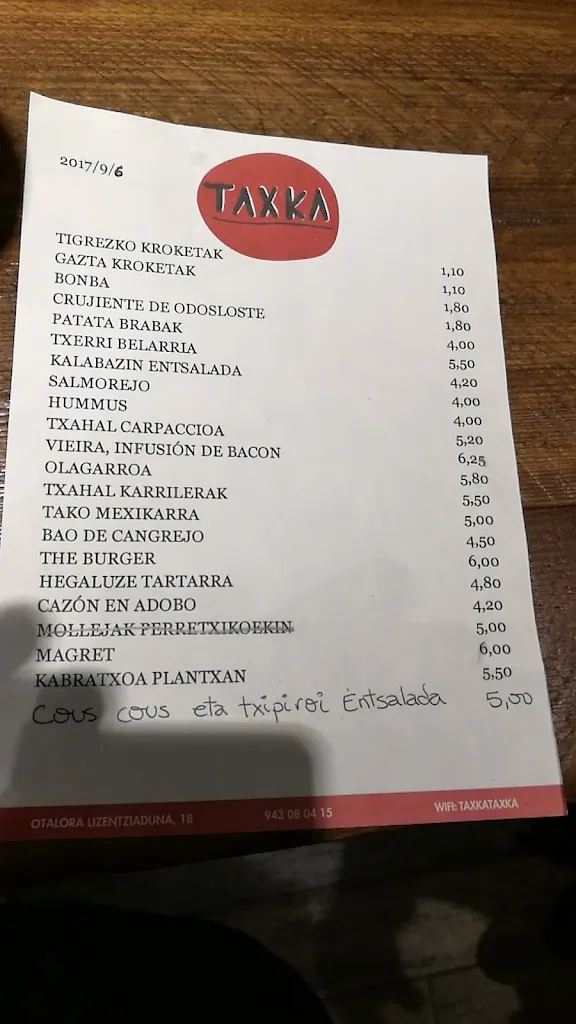 2017/9/6
TAXKA
TIGREZKO KROKETAK 1,10
GAZTA KROKETAK 1,10
BONBA 1,80
CRUJIENTE DE ODOSLOSTE 1,80
PATATA BRABAK 4,00
TXERRI BELARRIA 5,50
KALABAZIN ENTSALADA 4,20
SALMOREJO 4,00
HUMMUS 4,00
TXAHAL CARPACCIOA 5,20
VIEIRA, INFUSIÓN DE BACON 6,25
OLAGARROA 5,80
TXAHAL KARRILERAK 5,50
TAKO MEXIKARRA 5,00
BAO DE CANGREJO 4,50
THE BURGER 6,00
HEGALUZE TARTARRA 4,80
CAZÓN EN ADOBO 4,20
MOLLEJAK PERRETXIKOEKIN 5,00
MAGRET 6,00
KABRATXOA PLANTXAN 5,50
Cous cous eta txipiroi Entsalada 5,00
OTALORA LIZENTZIADUNA, 18 943 08 04 15 WIFI: TAXKATAXKA